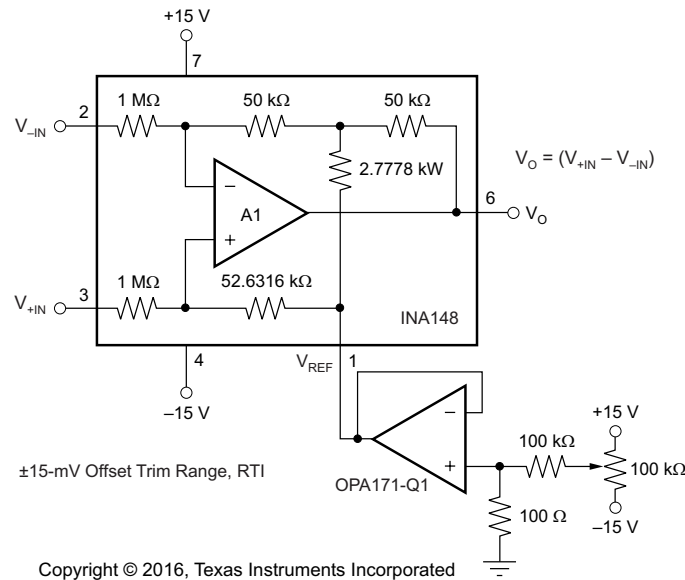 +15 V
7
1 MΩ
50 kΩ
50 kΩ
2
V–IN
2.7778 kW
VO = (V+IN – V–IN)
–
A1
+
6
VO
1 MΩ
52.6316 kΩ
3
V+IN
INA148
4
VREF
1
–15 V
–
+
+15 V
100 kΩ
100 kΩ
±15-mV Offset Trim Range, RTI
OPA171-Q1
100 Ω
–15 V
Copyright © 2016, Texas Instruments Incorporated